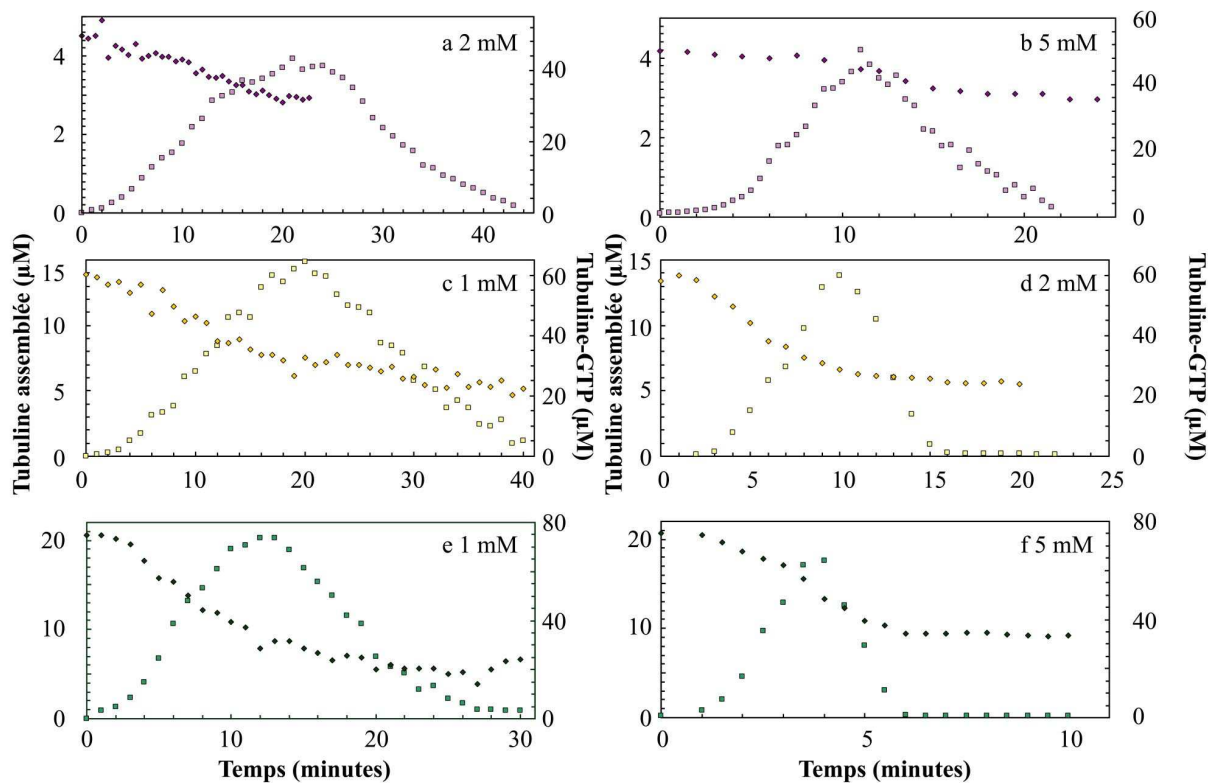 a 2 mM
4
2
0
40
20
0
0 10 20 30 40
b 5 mM
4
2
0
60
40
20
0
0 10 20
c 1 mM
15
10
5
0
60
40
20
0
0 10 20 30 40
d 2 mM
15
10
5
0
60
40
20
0
0 5 10 15 20 25
Tubuline assemblée (µM)
Tubuline-GTP (µM)
Tubuline assemblée (µM)
Tubuline-GTP (µM)
e 1 mM
20
10
0
80
40
0
0 10 20 30
Temps (minutes)
f 5 mM
20
10
0
80
40
0
0 5 10
Temps (minutes)